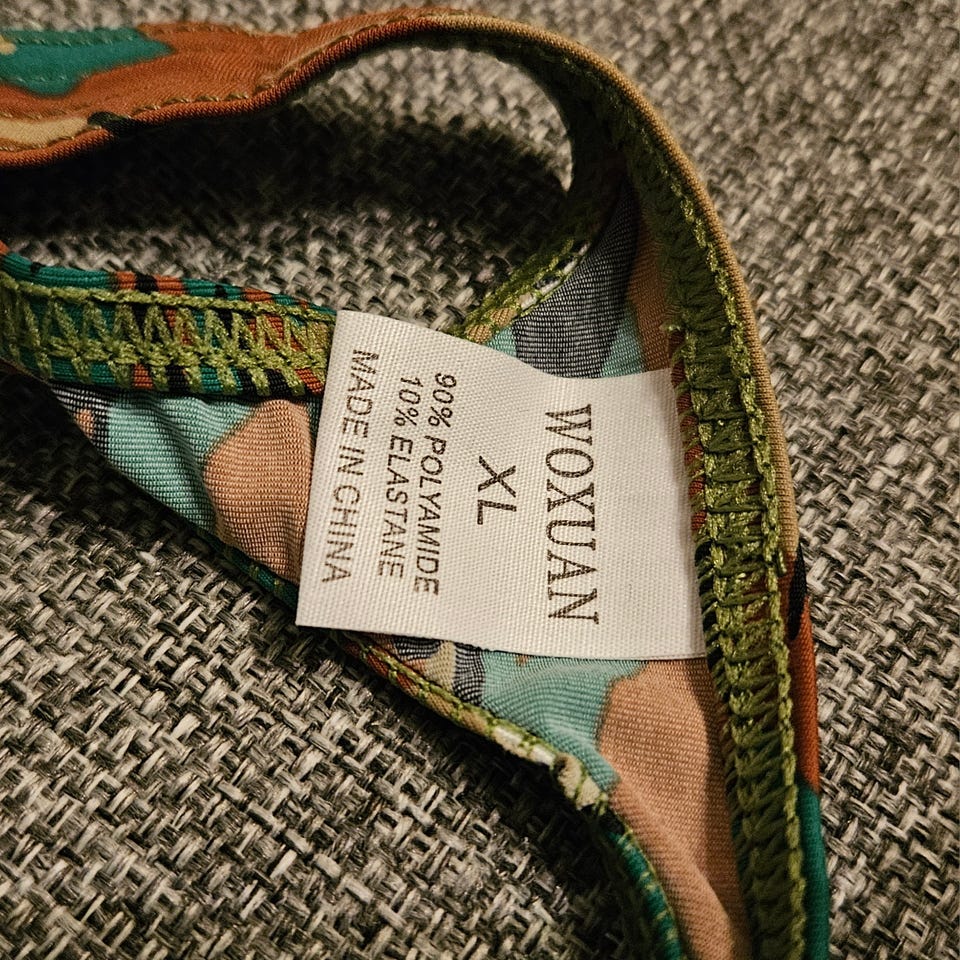 WOXUAN
XL
90% POLYAMIDE
10% ELASTANE
MADE IN CHINA